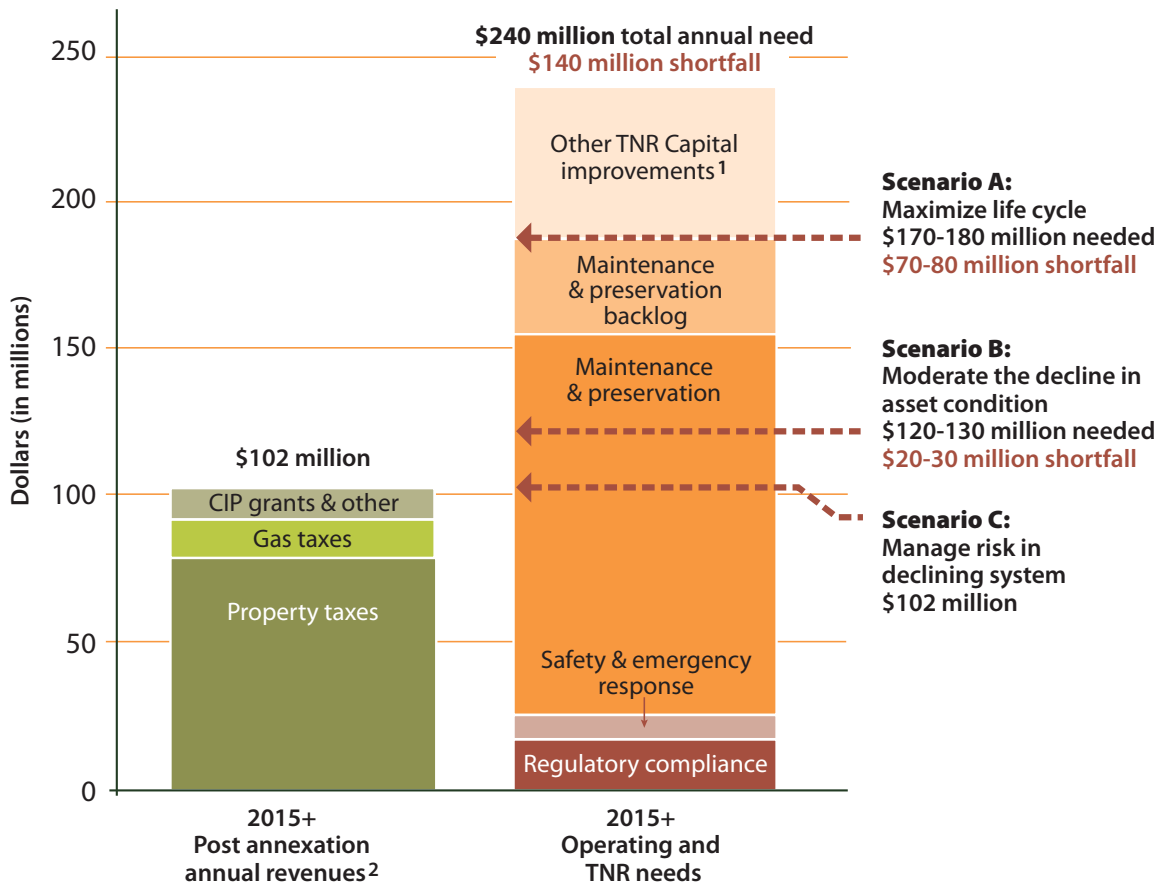 $240 million total annual need
$140 million shortfall
Dollars (in millions)
250
200
150
100
50
0
Other TNR Capital
improvements1
Maintenance
& preservation
backlog
Maintenance
& preservation
Safety & emergency
response
Regulatory compliance
$102 million
CIP grants & other
Gas taxes
Property taxes
Scenario A:
Maximize life cycle
$170-180 million needed
$70-80 million shortfall
Scenario B:
Moderate the decline in
asset condition
$120-130 million needed
$20-30 million shortfall
Scenario C:
Manage risk in
declining system
$102 million
2015+
Post annexation
annual revenues2
2015+
Operating and
TNR needs